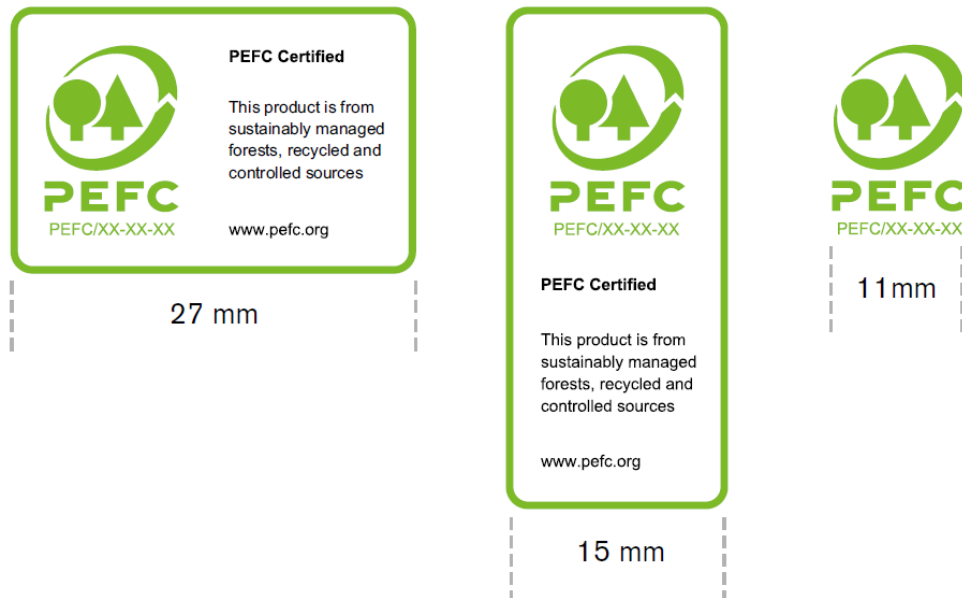 PEFC
PEFC/XX-XX-XX
PEFC Certified
This product is from
sustainably managed
forests, recycled and
controlled sources
www.pefc.org
27 mm
PEFC
PEFC/XX-XX-XX
PEFC Certified
This product is from
sustainably managed
forests, recycled and
controlled sources
www.pefc.org
15 mm
PEFC
PEFC/XX-XX-XX
11mm